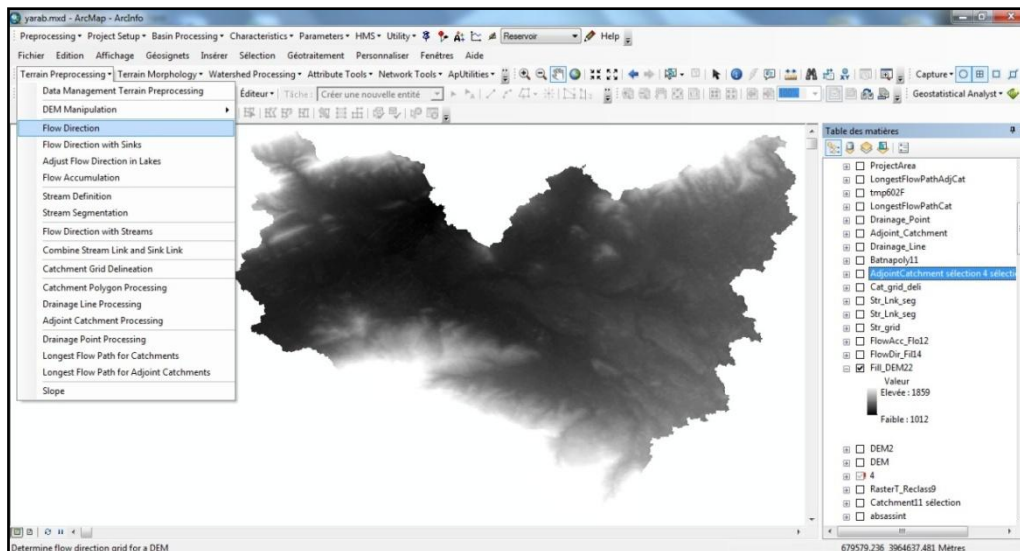 yarab.mxd - ArcMap - ArcInfo
Preprocessing Project Setup Basin Processing Characteristics Parameters HMS Utility Reservoir Help
Fichier Edition Affichage Géosignets Insérer Sélection Géotraitement Personnaliser Fenêtres Aide
Terrain Preprocessing Terrain Morphology Watershed Processing Attribute Tools Network Tools ApUtilities Capture
Éditeur Tâche : Créer une nouvelle entité Geostatistical Analyst
Data Management Terrain Preprocessing
DEM Manipulation
Flow Direction
Flow Direction with Sinks
Adjust Flow Direction in Lakes
Flow Accumulation
Stream Definition
Stream Segmentation
Flow Direction with Streams
Combine Stream Link and Sink Link
Catchment Grid Delineation
Catchment Polygon Processing
Drainage Line Processing
Adjoint Catchment Processing
Drainage Point Processing
Longest Flow Path for Catchments
Longest Flow Path for Adjoint Catchments
Slope
Table des matières
ProjectArea
LongestFlowPathAdjCat
tmp602F
LongestFlowPathCat
Drainage_Point
Adjoint_Catchment
Drainage_Line
Batnapoly11
AdjointCatchment sélection 4 sélecti
Cat_grid_deli
Str_Lnk_seg
Str_Lnk_seg
Str_grid
FlowAcc_Flo12
FlowDir_Fil14
Fill_DEM22
Valeur
Elevée : 1859
Faible : 1012
DEM2
DEM
4
RasterT_Reclass9
Catchment11 sélection
absassint
Determine flow direction grid for a DEM
679579,236 3964637,481 Mètres